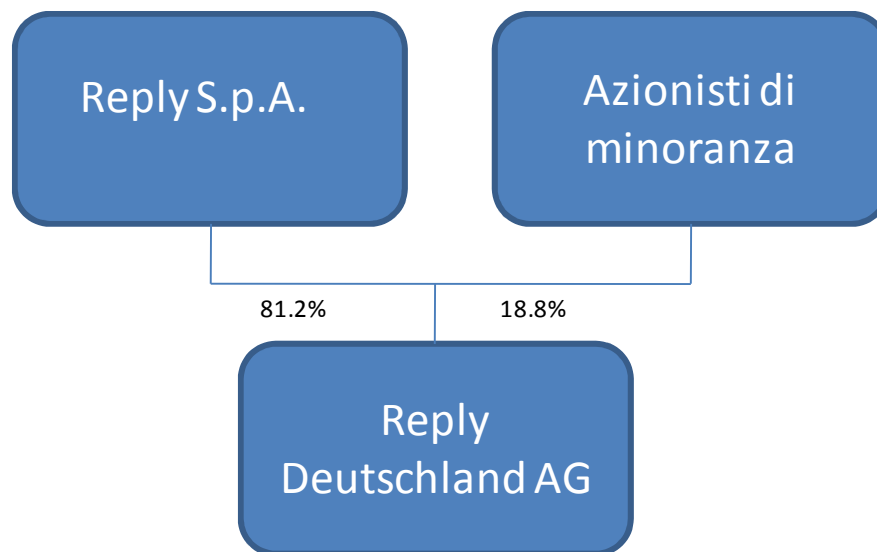 Reply S.p.A.
Azionisti di
minoranza
81.2%
18.8%
Reply
Deutschland AG